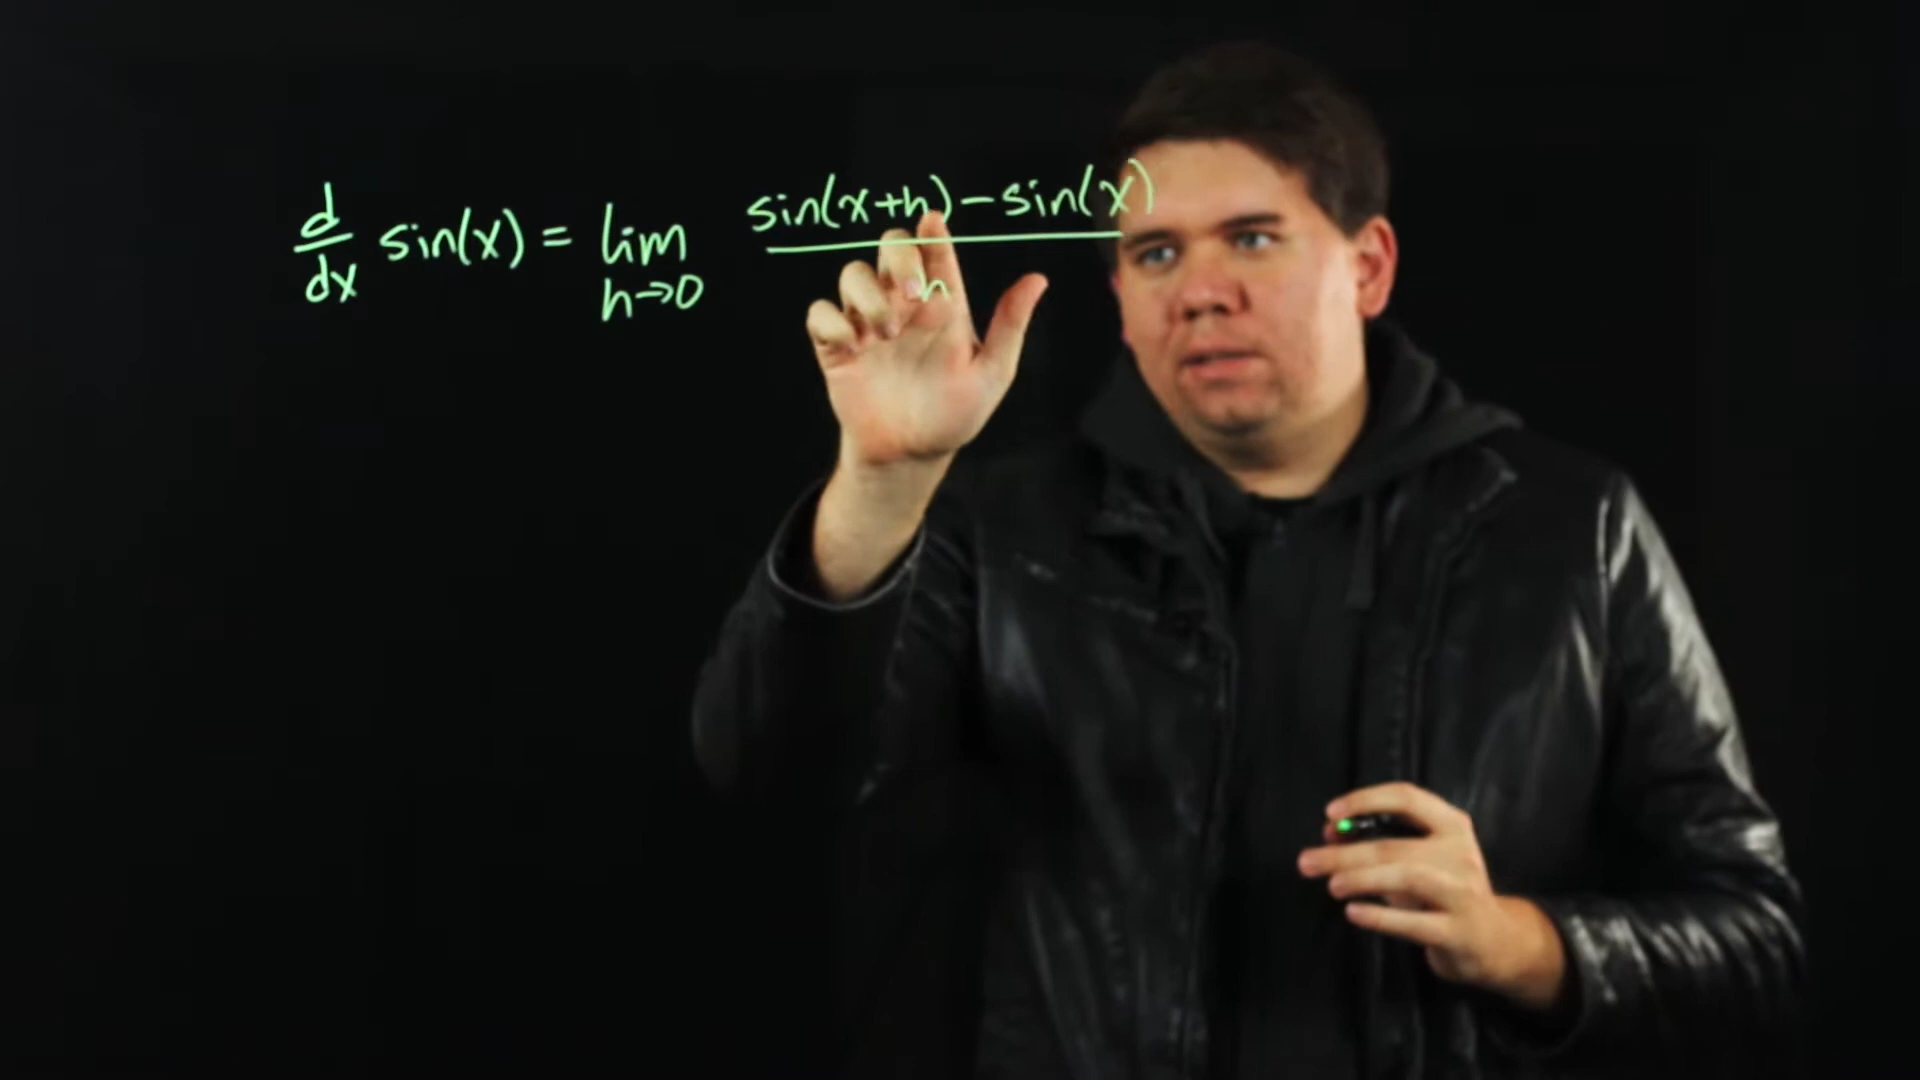 d/dx sin(x) = lim h→0 (sin(x+h)−sin(x))/h